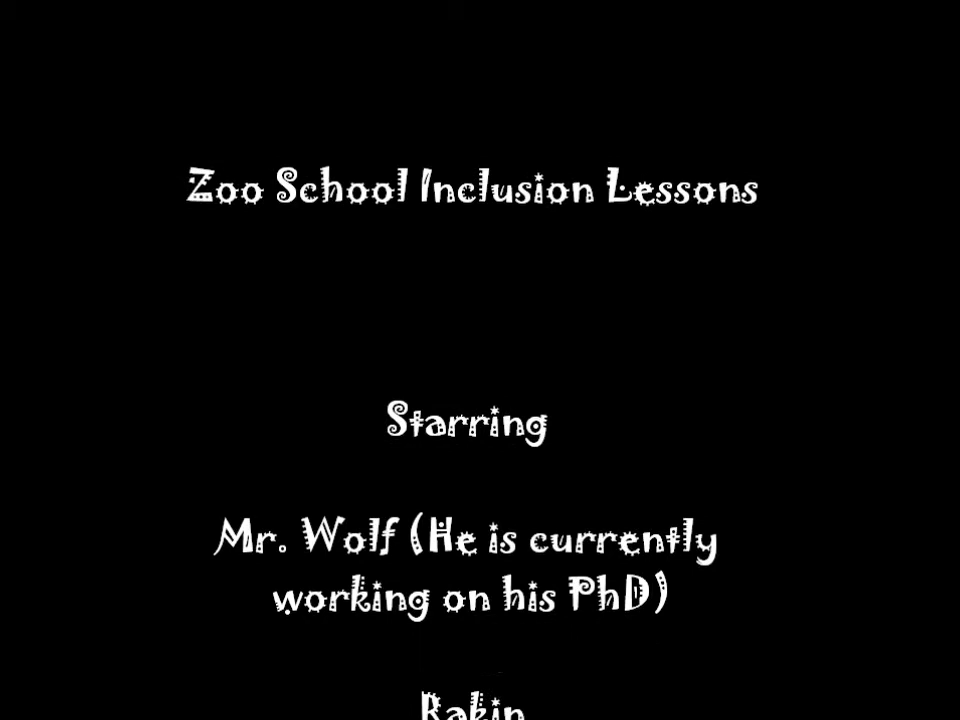 Zoo School Inclusion Lessons
Starring
Mr. Wolf (He is currently
working on his PhD)
Rakin